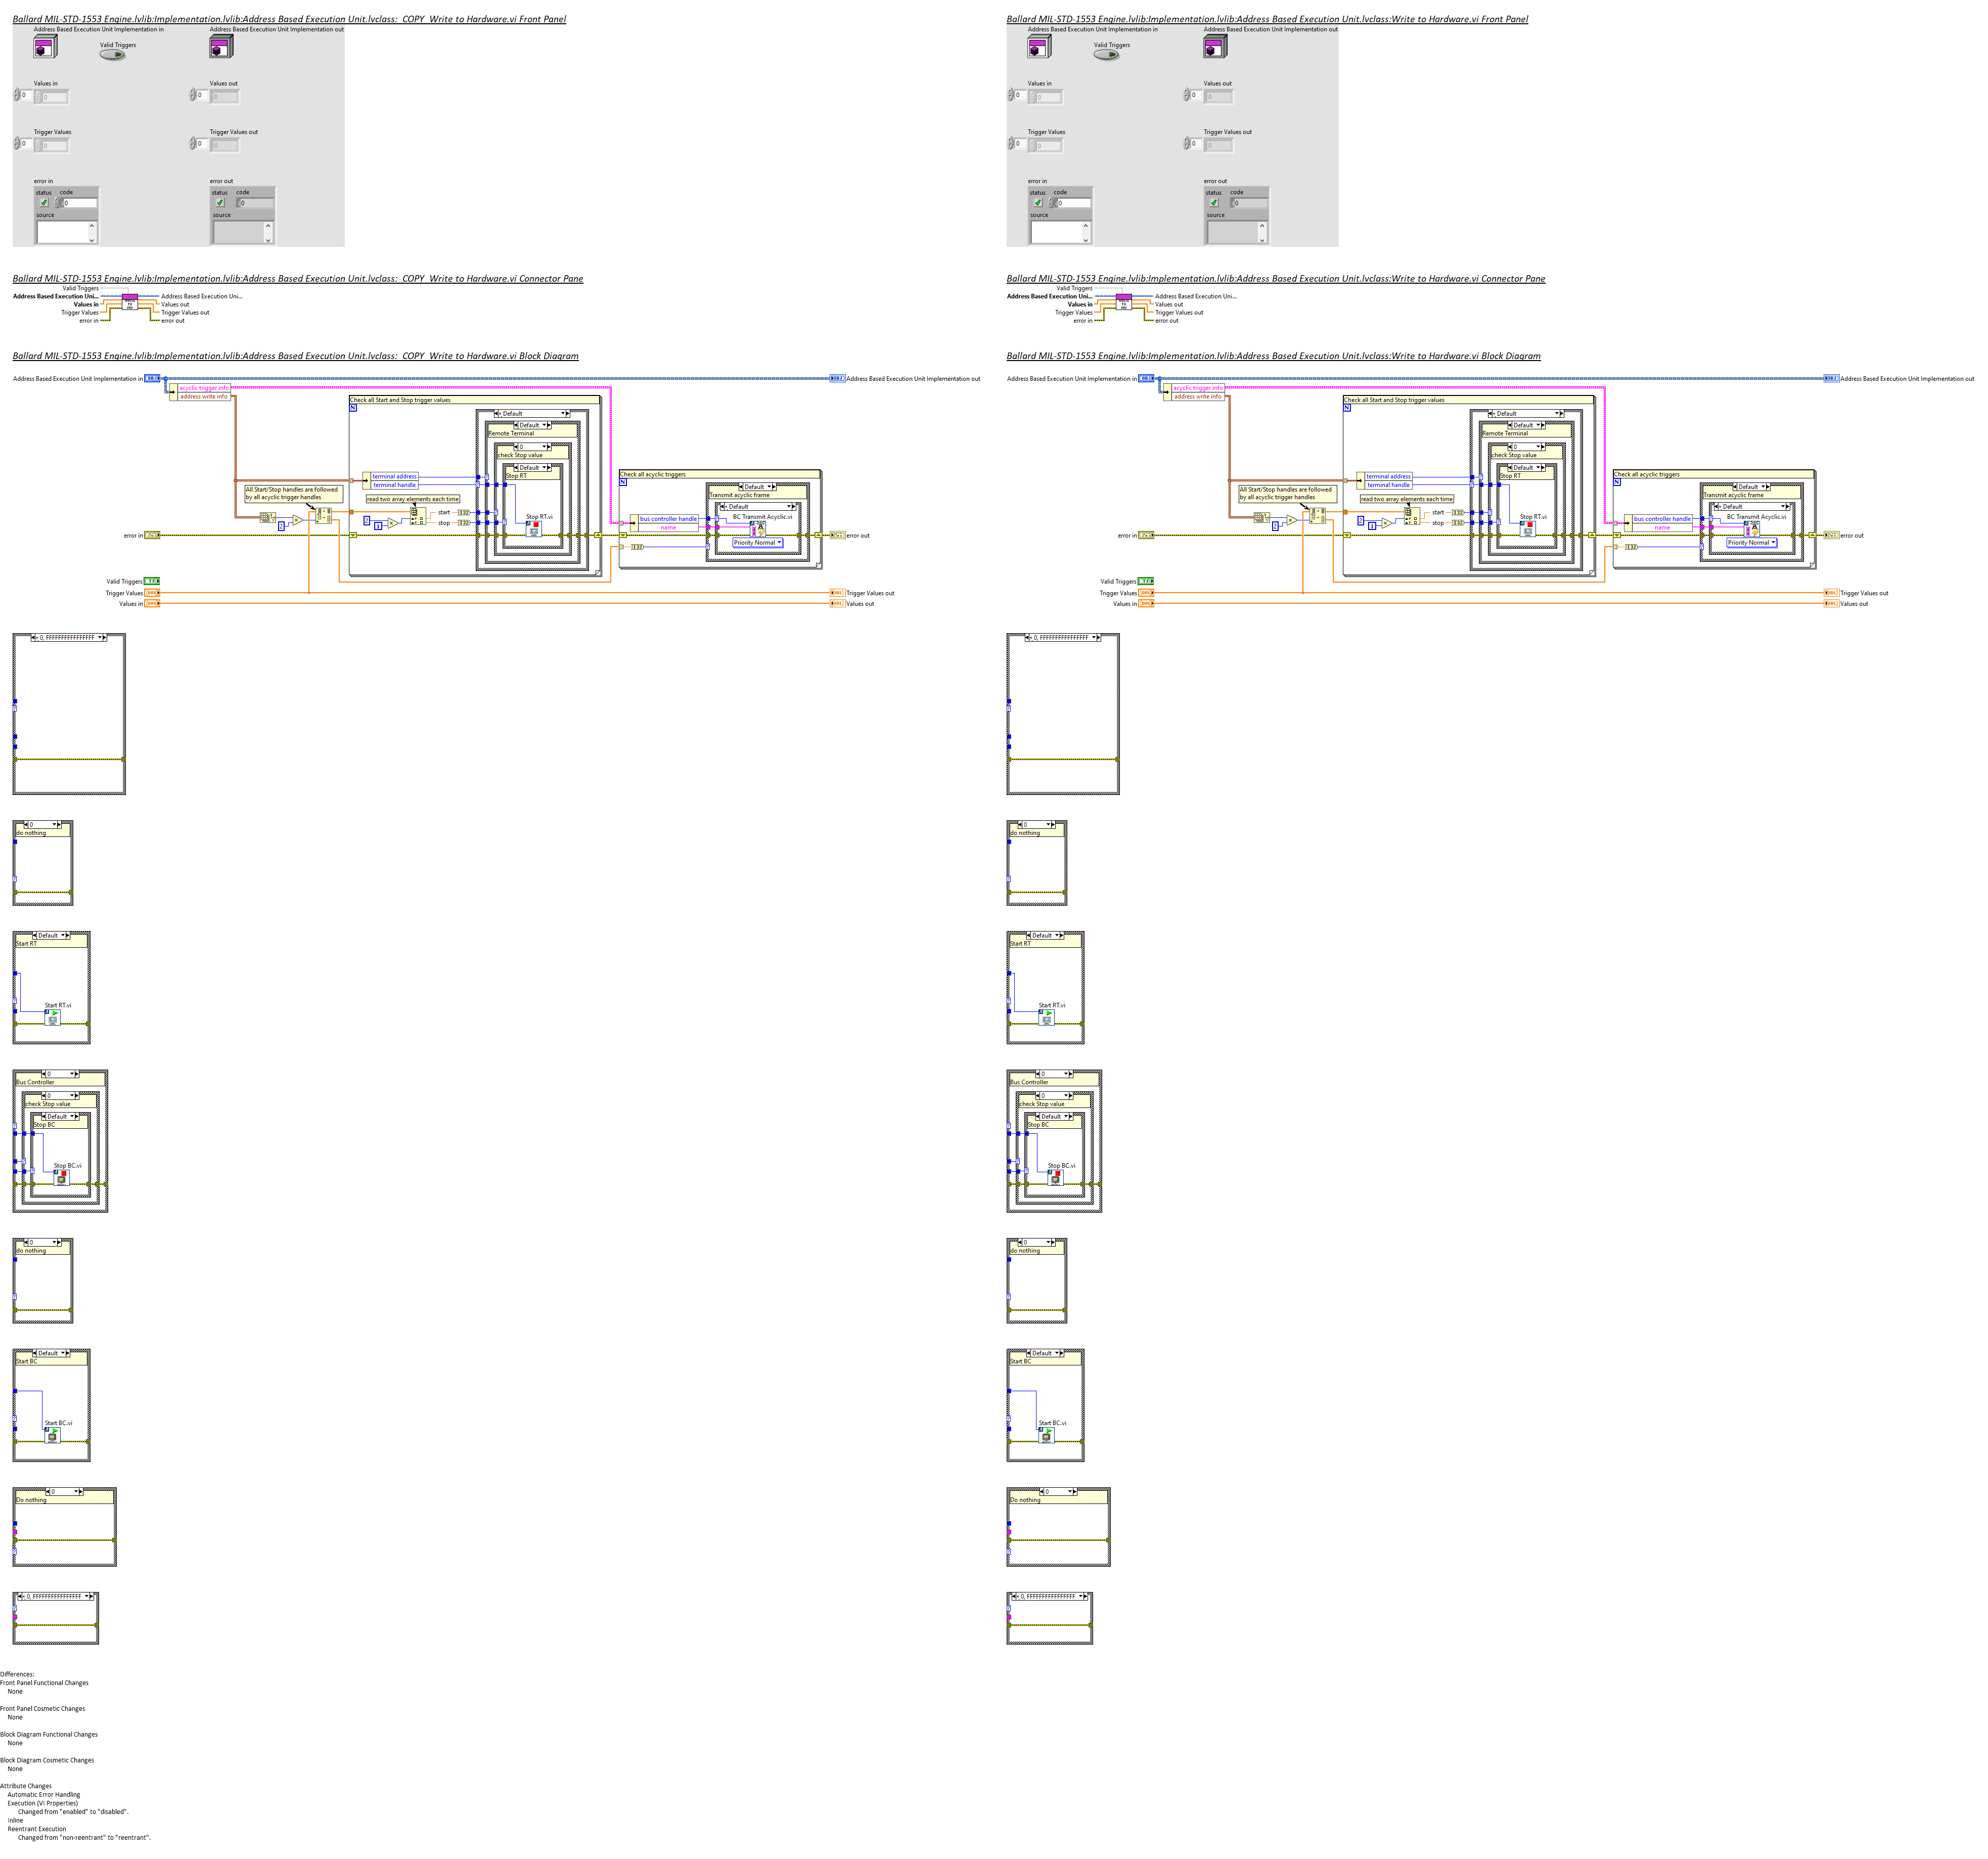 Ballard MIL-STD-1553 Engine.lvlib:Implementation.lvlib:Address Based Execution Unit.lvclass:_COPY_Write to Hardware.vi Front Panel
Address Based Execution Unit Implementation in
Address Based Execution Unit Implementation out
Valid Triggers
Values in
Values out
0
0
0
0
Trigger Values
Trigger Values out
0
0
0
0
error in
error out
status code
status code
0
0
source
source
Ballard MIL-STD-1553 Engine.lvlib:Implementation.lvlib:Address Based Execution Unit.lvclass:Write to Hardware.vi Front Panel
Address Based Execution Unit Implementation in
Address Based Execution Unit Implementation out
Valid Triggers
Values in
Values out
0
0
0
0
Trigger Values
Trigger Values out
0
0
0
0
error in
error out
status code
status code
0
0
source
source
Ballard MIL-STD-1553 Engine.lvlib:Implementation.lvlib:Address Based Execution Unit.lvclass:_COPY_Write to Hardware.vi Connector Pane
Valid Triggers
Address Based Execution Uni...
Address Based Execution Uni...
Values in
Values out
Trigger Values
Trigger Values out
error in
error out
Ballard MIL-STD-1553 Engine.lvlib:Implementation.lvlib:Address Based Execution Unit.lvclass:Write to Hardware.vi Connector Pane
Valid Triggers
Address Based Execution Uni...
Address Based Execution Uni...
Values in
Values out
Trigger Values
Trigger Values out
error in
error out
Ballard MIL-STD-1553 Engine.lvlib:Implementation.lvlib:Address Based Execution Unit.lvclass:_COPY_Write to Hardware.vi Block Diagram
Address Based Execution Unit Implementation in
Address Based Execution Unit Implementation out
acyclic trigger info
address write info
Check all Start and Stop trigger values
N
Default
Default
Remote Terminal
0
check Stop value
Default
Stop RT
terminal address
terminal handle
All Start/Stop handles are followed
by all acyclic trigger handles
read two array elements each time
2
2
start
I32
stop
I32
Stop RT.vi
Check all acyclic triggers
N
Default
Transmit acyclic frame
Default
bus controller handle
name
BC Transmit Acyclic.vi
Priority Normal
I32
error in
error out
Valid Triggers
Trigger Values
Trigger Values out
Values in
Values out
Ballard MIL-STD-1553 Engine.lvlib:Implementation.lvlib:Address Based Execution Unit.lvclass:Write to Hardware.vi Block Diagram
Address Based Execution Unit Implementation in
Address Based Execution Unit Implementation out
acyclic trigger info
address write info
Check all Start and Stop trigger values
N
Default
Default
Remote Terminal
0
check Stop value
Default
Stop RT
terminal address
terminal handle
All Start/Stop handles are followed
by all acyclic trigger handles
read two array elements each time
2
2
start
I32
stop
I32
Stop RT.vi
Check all acyclic triggers
N
Default
Transmit acyclic frame
Default
bus controller handle
name
BC Transmit Acyclic.vi
Priority Normal
I32
error in
error out
Valid Triggers
Trigger Values
Trigger Values out
Values in
Values out
0, FFFFFFFFFFFFFFFF
0, FFFFFFFFFFFFFFFF
0
do nothing
0
do nothing
Default
Start RT
Start RT.vi
Default
Start RT
Start RT.vi
0
Bus Controller
0
check Stop value
Default
Stop BC
Stop BC.vi
0
Bus Controller
0
check Stop value
Default
Stop BC
Stop BC.vi
0
do nothing
0
do nothing
Default
Start BC
Start BC.vi
Default
Start BC
Start BC.vi
0
Do nothing
0
Do nothing
0, FFFFFFFFFFFFFFFF
0, FFFFFFFFFFFFFFFF
Differences:
Front Panel Functional Changes
None
Front Panel Cosmetic Changes
None
Block Diagram Functional Changes
None
Block Diagram Cosmetic Changes
None
Attribute Changes
Automatic Error Handling
Execution (VI Properties)
Changed from "enabled" to "disabled".
Inline
Reentrant Execution
Changed from "non-reentrant" to "reentrant".